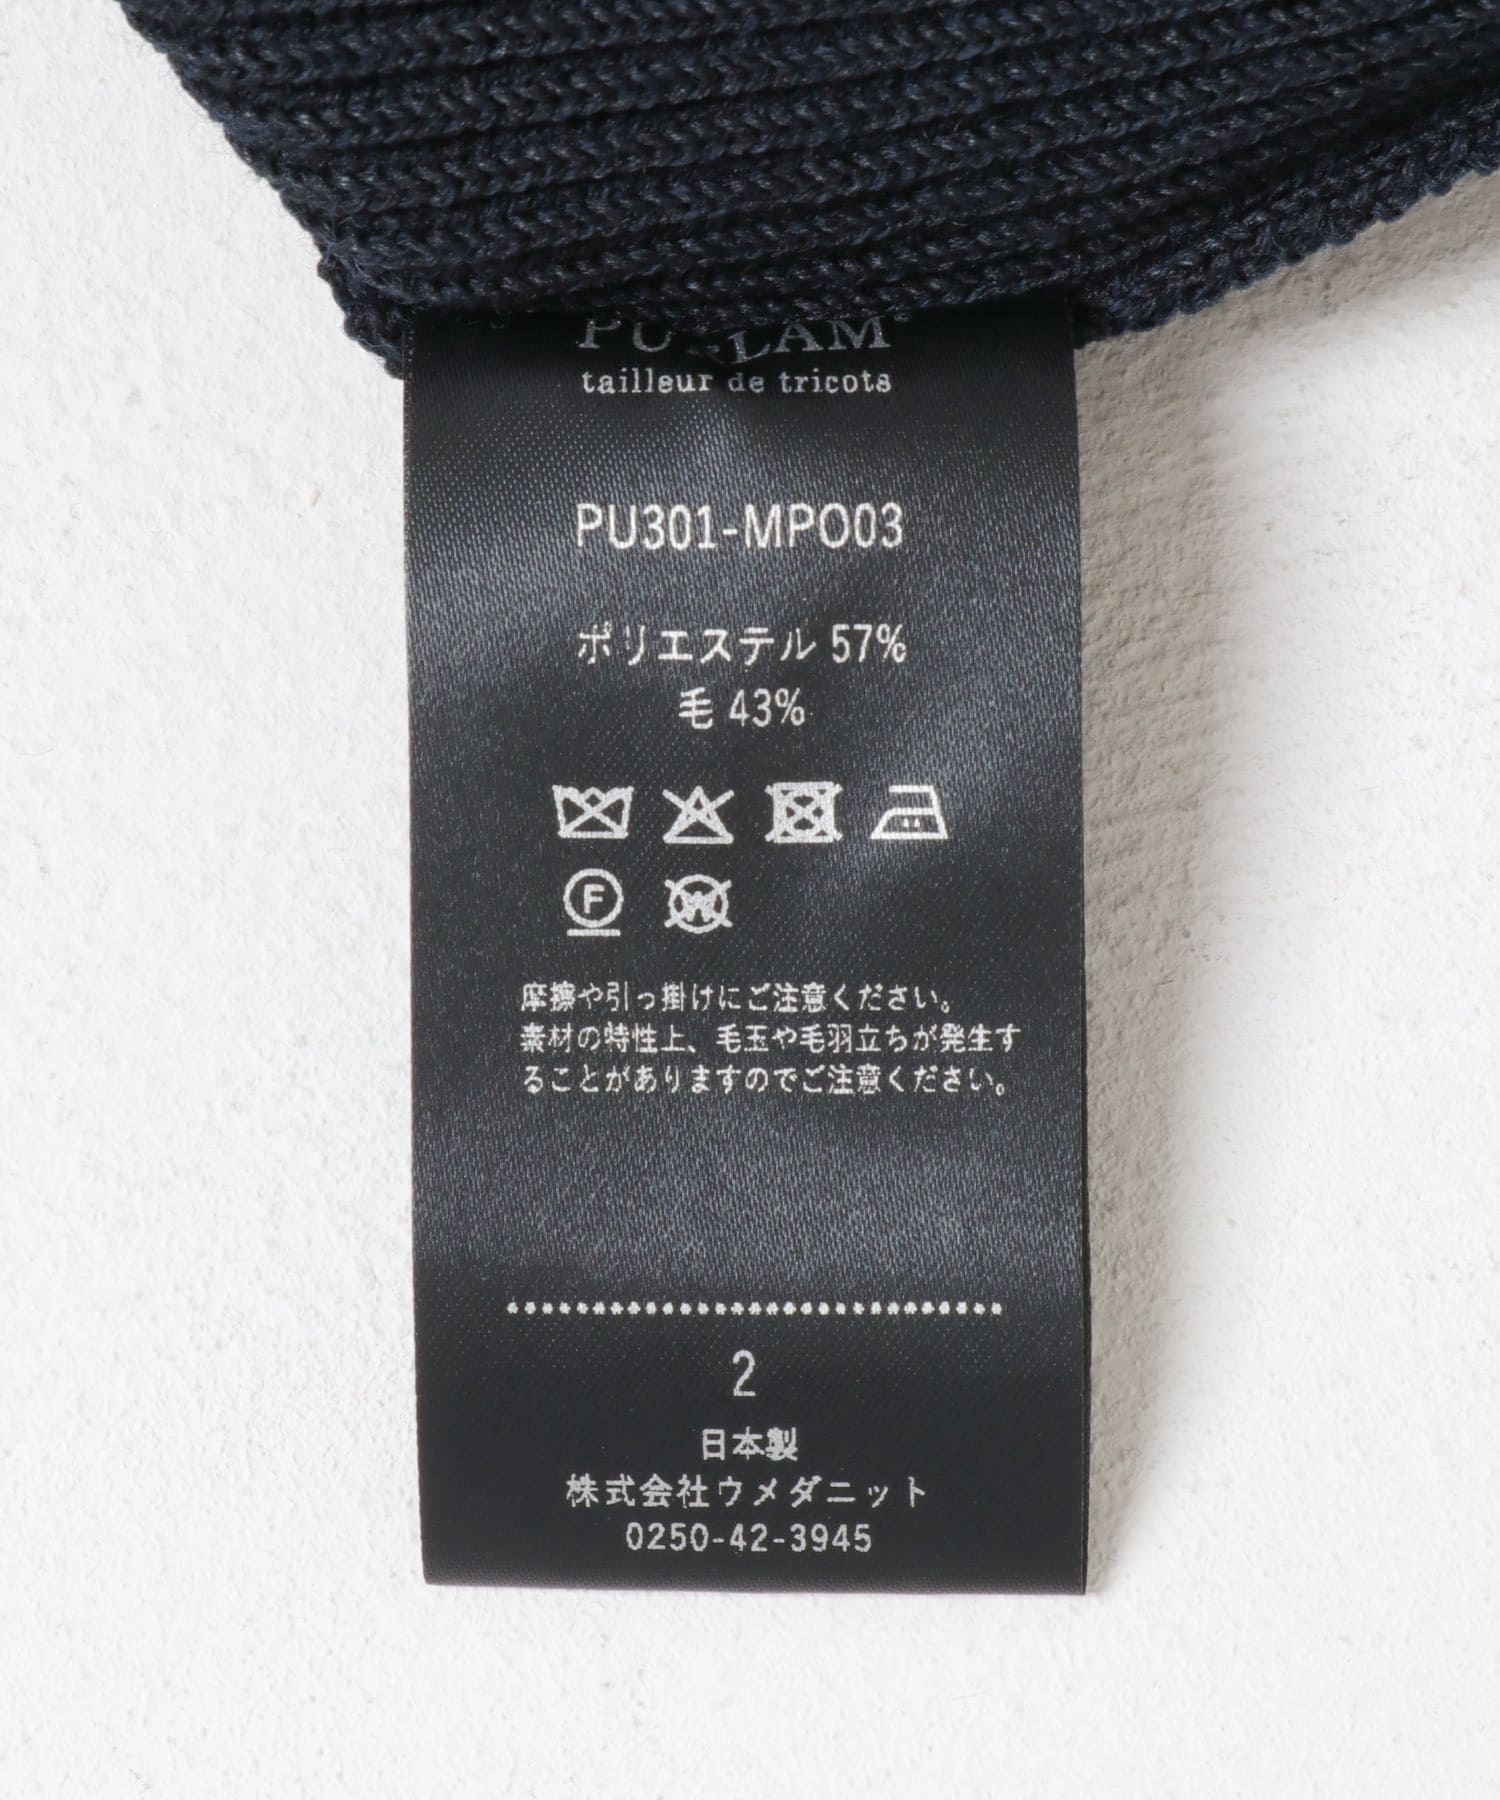 tailleur de tricots
PU301-MPO03
ポリエステル 57%
毛 43%
F
W
摩擦や引っ掛けにご注意ください。
素材の特性上、毛玉や毛羽立ちが発生す
ることがありますのでご注意ください。
2
日本製
株式会社ウメダニット
0250-42-3945